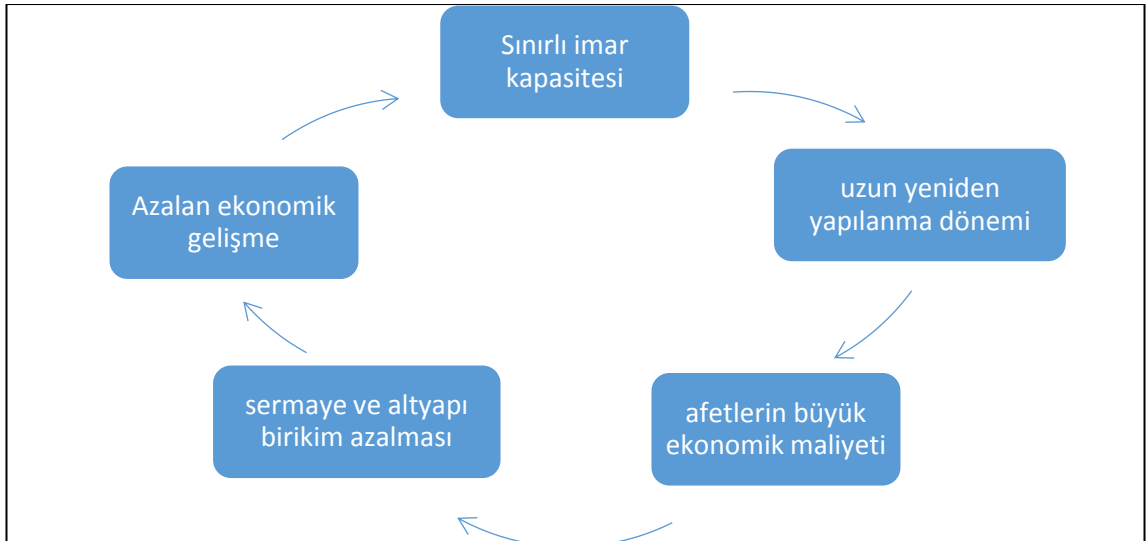 Sınırlı imar
kapasitesi
uzun yeniden
yapılanma dönemi
afetlerin büyük
ekonomik maliyeti
sermaye ve altyapı
birikim azalması
Azalan ekonomik
gelişme